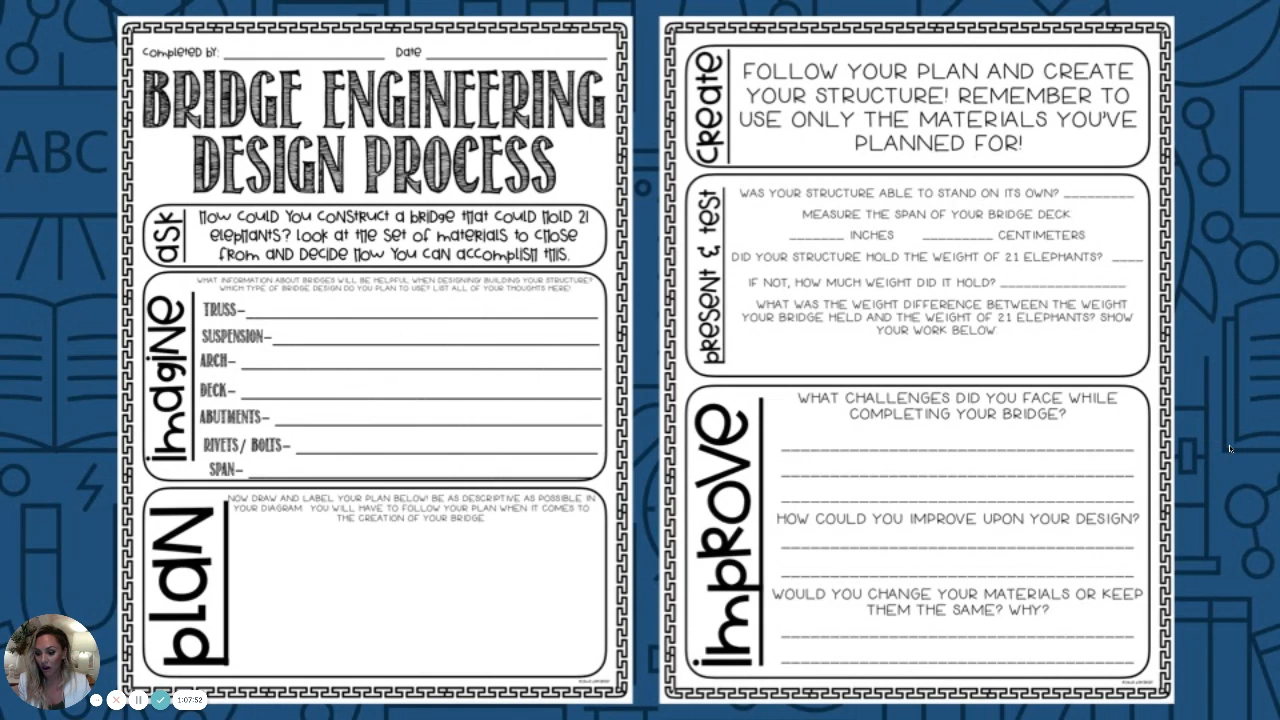 Completed by: Date
BRIDGE ENGINEERING
DESIGN PROCESS
ask
How could you construct a bridge that could hold 21
elephants? Look at the set of materials to chose
from and decide how you can accomplish this.
imagine
WHAT INFORMATION ABOUT BRIDGES WILL BE HELPFUL WHEN DESIGNING/BUILDING YOUR STRUCTURE?
WHICH TYPE OF BRIDGE DESIGN DO YOU PLAN TO USE? LIST ALL OF YOUR THOUGHTS HERE!
TRUSS-
SUSPENSION-
ARCH-
DECK-
ABUTMENTS-
RIVETS/ BOLTS-
SPAN-
plan
NOW DRAW AND LABEL YOUR PLAN BELOW! BE AS DESCRIPTIVE AS POSSIBLE IN
YOUR DIAGRAM YOU WILL HAVE TO FOLLOW YOUR PLAN WHEN IT COMES TO
THE CREATION OF YOUR BRIDGE
create
FOLLOW YOUR PLAN AND CREATE
YOUR STRUCTURE! REMEMBER TO
USE ONLY THE MATERIALS YOU'VE
PLANNED FOR!
present & test
WAS YOUR STRUCTURE ABLE TO STAND ON ITS OWN? __________
MEASURE THE SPAN OF YOUR BRIDGE DECK
_______ INCHES _________ CENTIMETERS
DID YOUR STRUCTURE HOLD THE WEIGHT OF 21 ELEPHANTS? ____
IF NOT, HOW MUCH WEIGHT DID IT HOLD? ________________
WHAT WAS THE WEIGHT DIFFERENCE BETWEEN THE WEIGHT
YOUR BRIDGE HELD AND THE WEIGHT OF 21 ELEPHANTS? SHOW
YOUR WORK BELOW.
improve
WHAT CHALLENGES DID YOU FACE WHILE
COMPLETING YOUR BRIDGE?
HOW COULD YOU IMPROVE UPON YOUR DESIGN?
WOULD YOU CHANGE YOUR MATERIALS OR KEEP
THEM THE SAME? WHY?
ABC
1:07:52